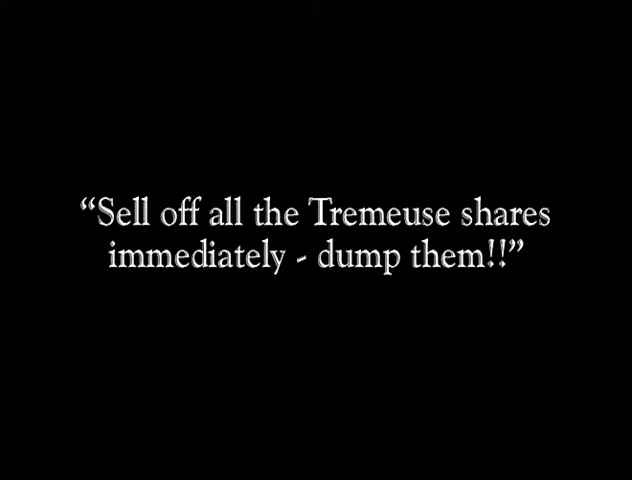 “Sell off all the Tremeuse shares
immediately - dump them!!”